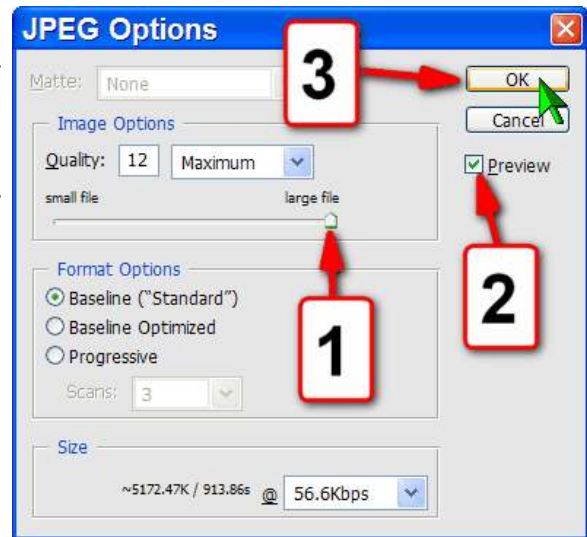 JPEG Options
Matte: None
3
OK
Image Options
Cancel
Quality: 12 Maximum
Preview
small file large file
Format Options
Baseline ("Standard")
1
2
Baseline Optimized
Progressive
Scans: 3
Size
~5172.47K / 913.86s @ 56.6Kbps